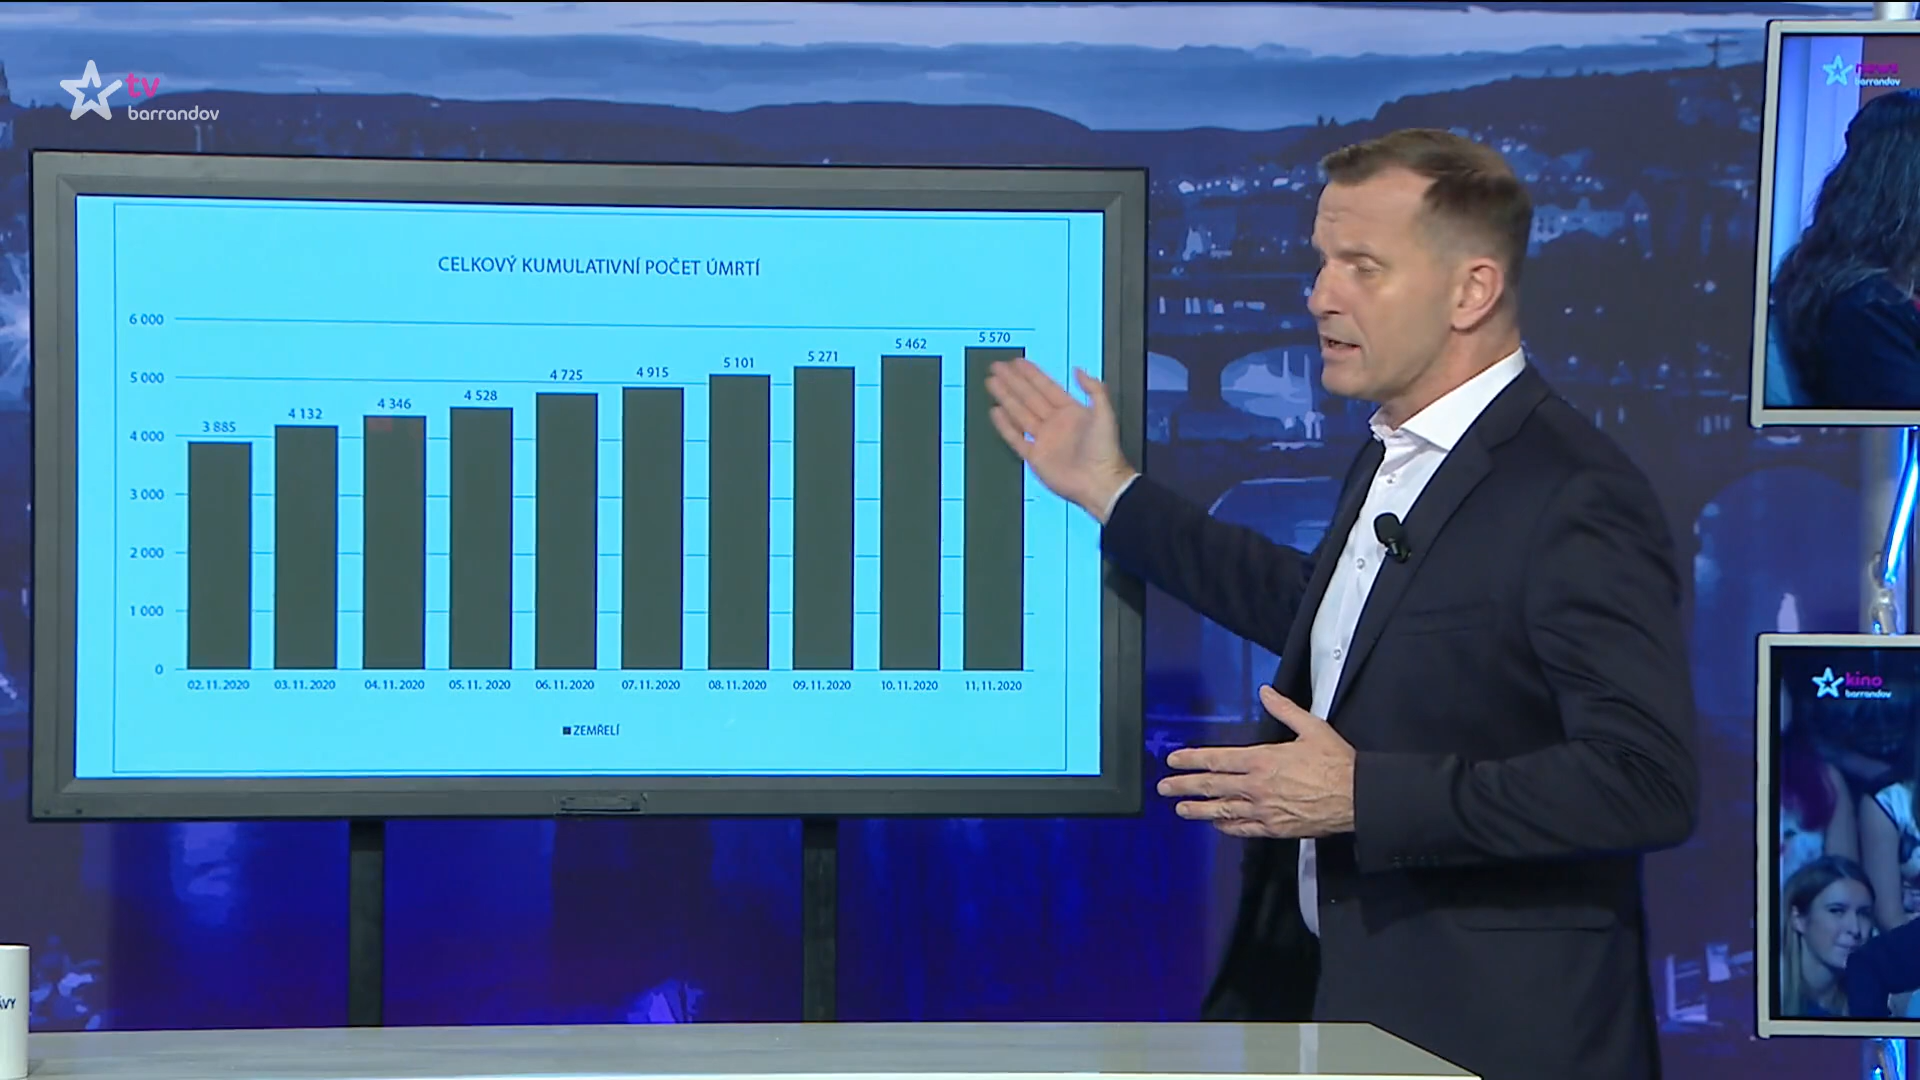 tv
barrandov
CELKOVÝ KUMULATIVNÍ POČET ÚMRTÍ
6 000
5 000
4 000
3 000
2 000
1 000
0
3 885
4 132
4 346
4 528
4 725
4 915
5 101
5 271
5 462
5 570
02. 11. 2020
03. 11. 2020
04. 11. 2020
05. 11. 2020
06. 11. 2020
07. 11. 2020
08. 11. 2020
09. 11. 2020
10. 11. 2020
11, 11. 2020
ZEMŘELÍ
news
barrandov
kino
barrandov